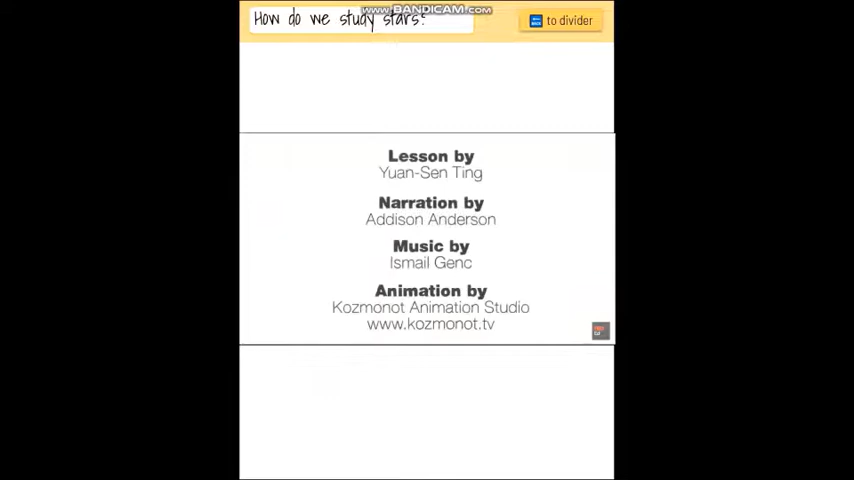 www.BANDICAM.com
How do we study stars?
to divider
Lesson by
Yuan-Sen Ting
Narration by
Addison Anderson
Music by
Ismail Genc
Animation by
Kozmonot Animation Studio
www.kozmonot.tv